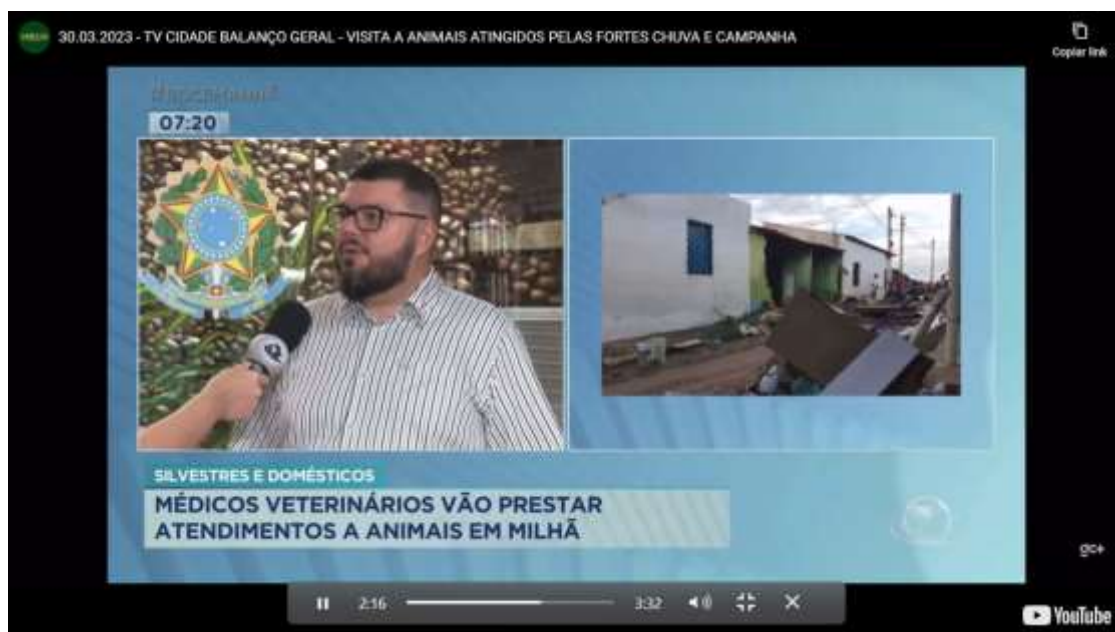 30.03.2023 - TV CIDADE BALANÇO GERAL - VISITA A ANIMAIS ATINGIDOS PELAS FORTES CHUVA E CAMPANHA
Copiar link
07:20
SILVESTRES E DOMÉSTICOS
MÉDICOS VETERINÁRIOS VÃO PRESTAR
ATENDIMENTOS A ANIMAIS EM MILHÃ
gc+
2:16
3:32
YouTube